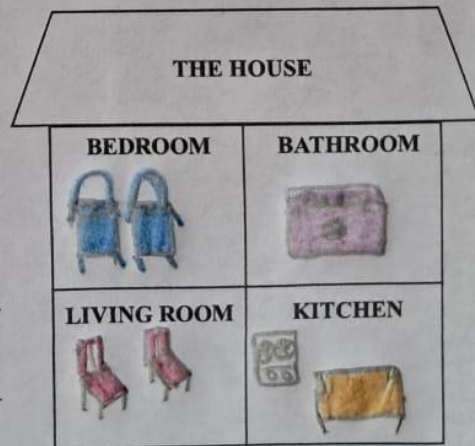 THE HOUSE
BEDROOM
BATHROOM
LIVING ROOM
KITCHEN